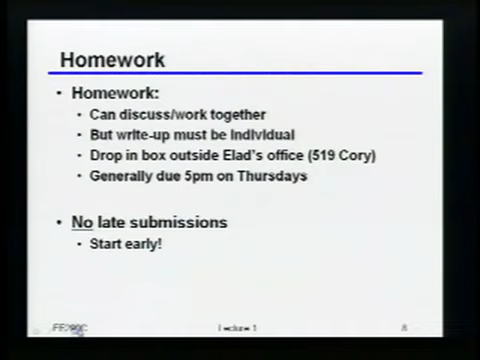 Homework
• Homework:
• Can discuss/work together
• But write-up must be individual
• Drop in box outside Elad's office (519 Cory)
• Generally due 5pm on Thursdays
• No late submissions
• Start early!
Lecture 1